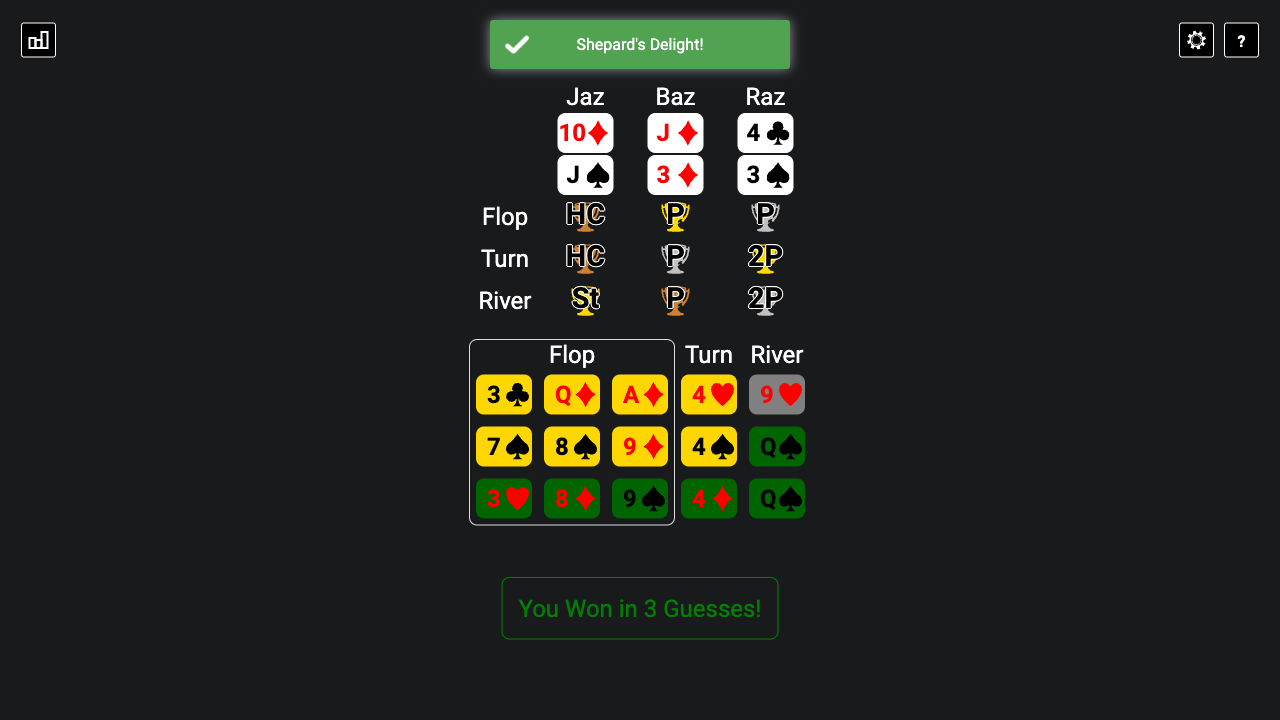 Shepard's Delight!
?
Jaz Baz Raz
10♦ J♦ 4♣
J♠ 3♦ 3♠
Flop HC P P
Turn HC P 2P
River St P 2P
Flop Turn River
3♣ Q♦ A♦ 4♥ 9♥
7♠ 8♠ 9♦ 4♠ Q♠
3♥ 8♦ 9♠ 4♦ Q♠
You Won in 3 Guesses!